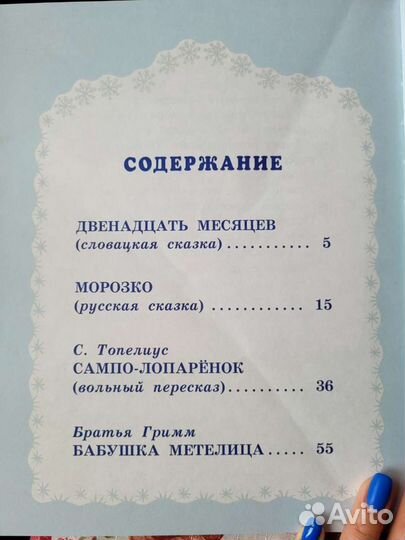 СОДЕРЖАНИЕ
ДВЕНАДЦАТЬ МЕСЯЦЕВ
(словацкая сказка) ........... 5
МОРОЗКО
(русская сказка) ............ 15
С. Топелиус
САМПО-ЛОПАРЁНОК
(вольный пересказ) ......... 36
Братья Гримм
БАБУШКА МЕТЕЛИЦА ..... 55
Avito